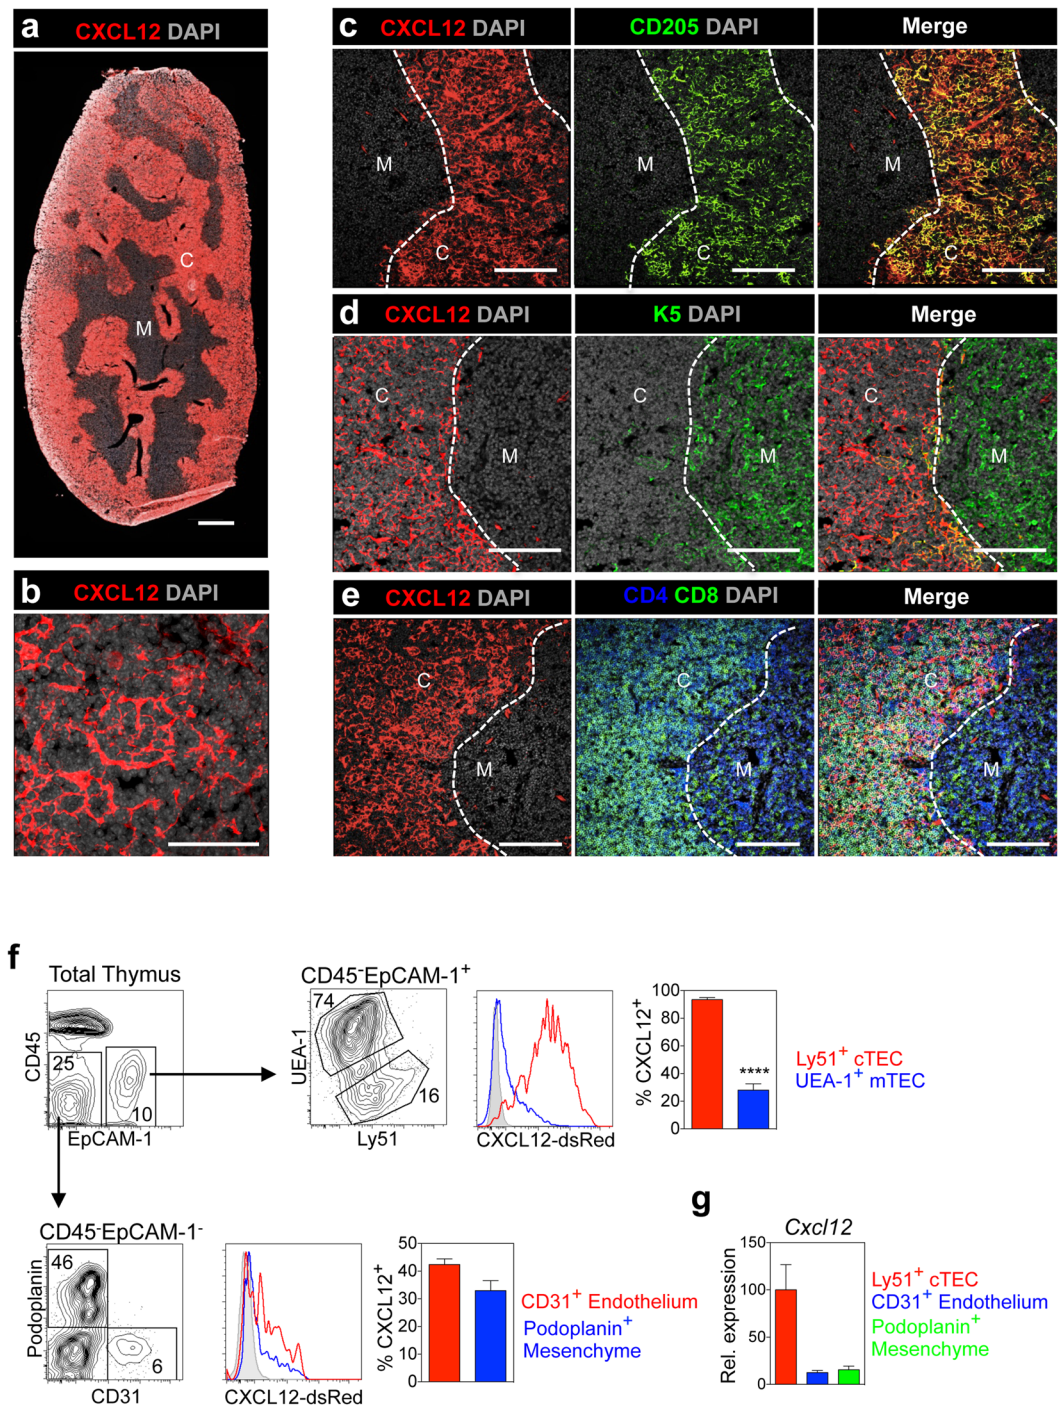 a
CXCL12 DAPI
C
M
b
CXCL12 DAPI
c
CXCL12 DAPI
CD205 DAPI
Merge
M
C
d
CXCL12 DAPI
K5 DAPI
Merge
C
M
C
M
C
M
e
CXCL12 DAPI
CD4 CD8 DAPI
Merge
C
M
C
M
C
M
f
Total Thymus
CD45
25
10
EpCAM-1
CD45⁻EpCAM-1⁺
74
UEA-1
16
Ly51
CXCL12-dsRed
% CXCL12⁺
100
80
60
40
20
0
****
Ly51⁺ cTEC
UEA-1⁺ mTEC
CD45⁻EpCAM-1⁻
46
Podoplanin
6
CD31
CXCL12-dsRed
% CXCL12⁺
50
40
30
20
10
0
CD31⁺ Endothelium
Podoplanin⁺
Mesenchyme
g
Cxcl12
Rel. expression
150
100
50
0
Ly51⁺ cTEC
CD31⁺ Endothelium
Podoplanin⁺
Mesenchyme